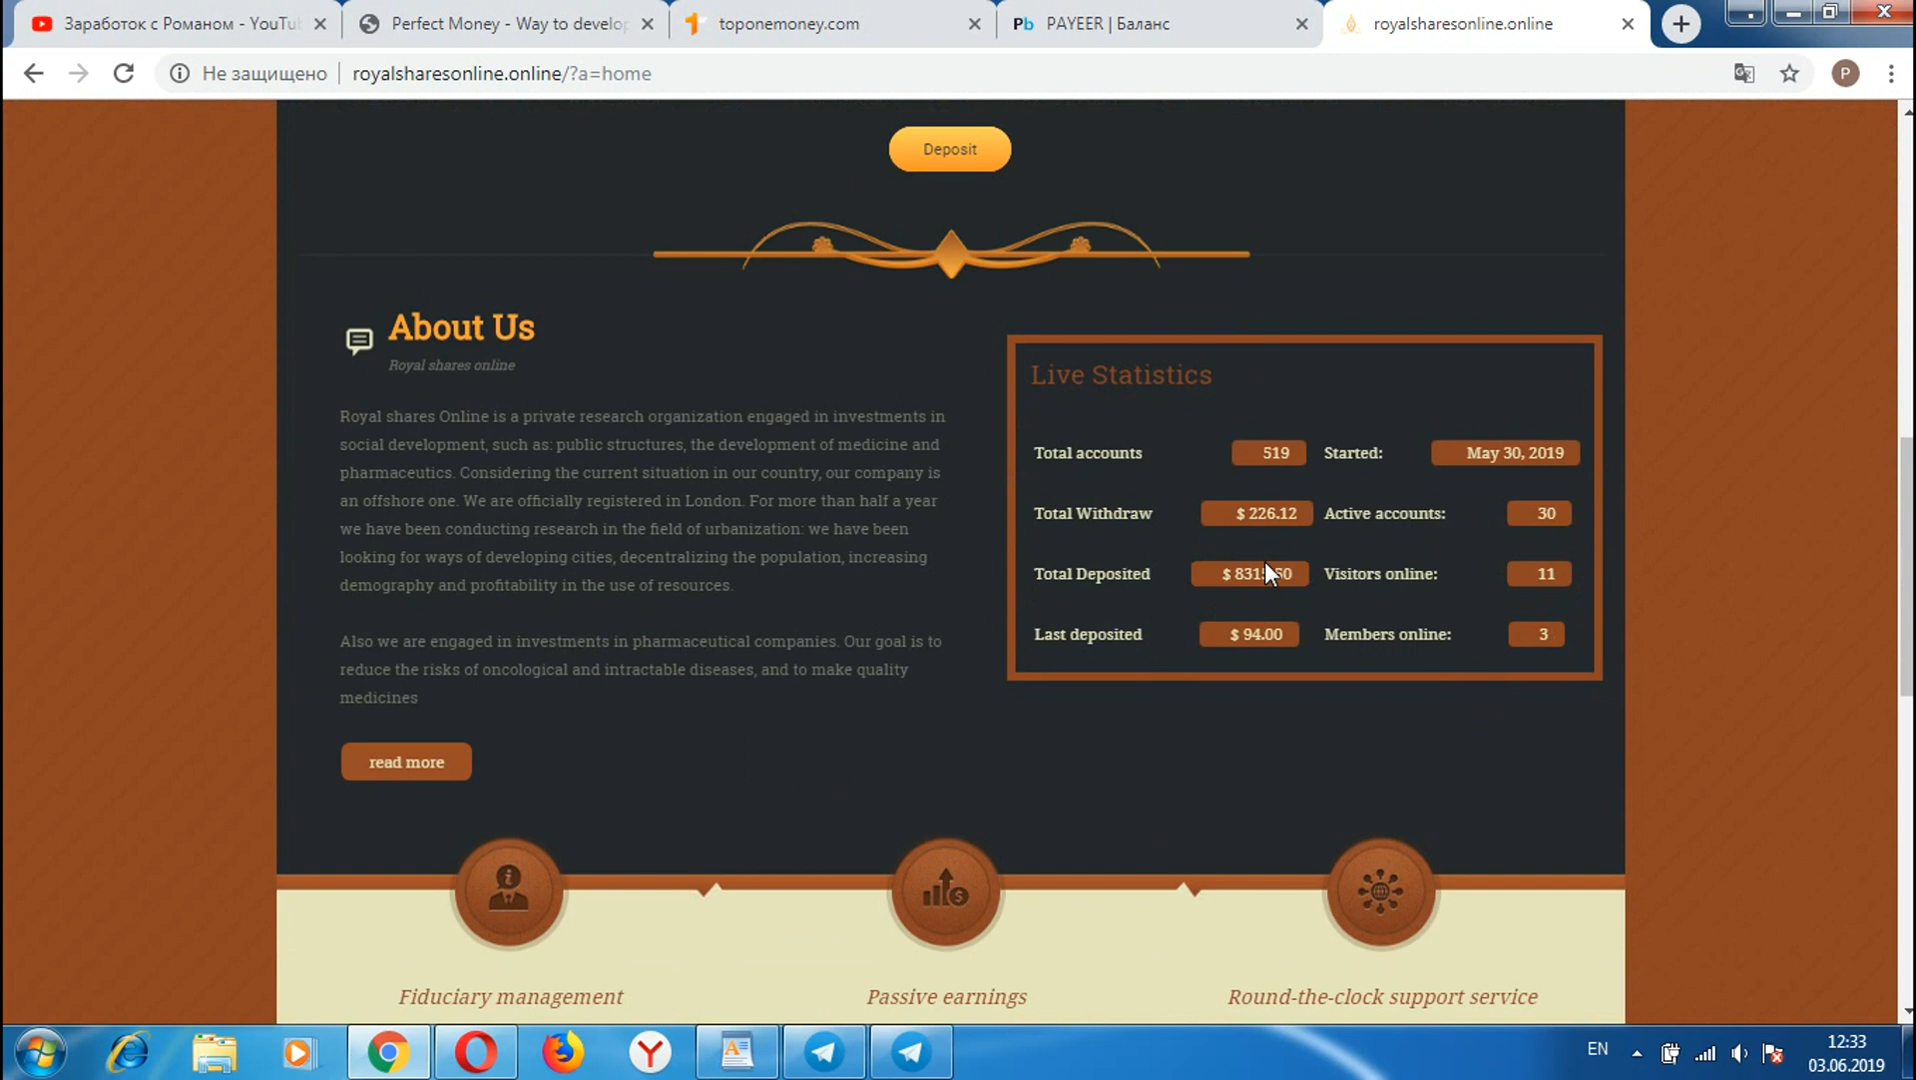 Заработок с Романом - YouTu
Perfect Money - Way to develop
toponemoney.com
Pb PAYEER | Баланс
royalsharesonline.online
Не защищено
royalsharesonline.online/?a=home
P
Deposit
About Us
Royal shares online
Royal shares Online is a private research organization engaged in investments in
social development, such as: public structures, the development of medicine and
pharmaceutics. Considering the current situation in our country, our company is
an offshore one. We are officially registered in London. For more than half a year
we have been conducting research in the field of urbanization: we have been
looking for ways of developing cities, decentralizing the population, increasing
demography and profitability in the use of resources.
Also we are engaged in investments in pharmaceutical companies. Our goal is to
reduce the risks of oncological and intractable diseases, and to make quality
medicines
read more
Live Statistics
Total accounts 519 Started: May 30, 2019
Total Withdraw $ 226.12 Active accounts: 30
Total Deposited Visitors online: 11
Last deposited $ 94.00 Members online: 3
Fiduciary management
Passive earnings
Round-the-clock support service
EN
12:33
03.06.2019